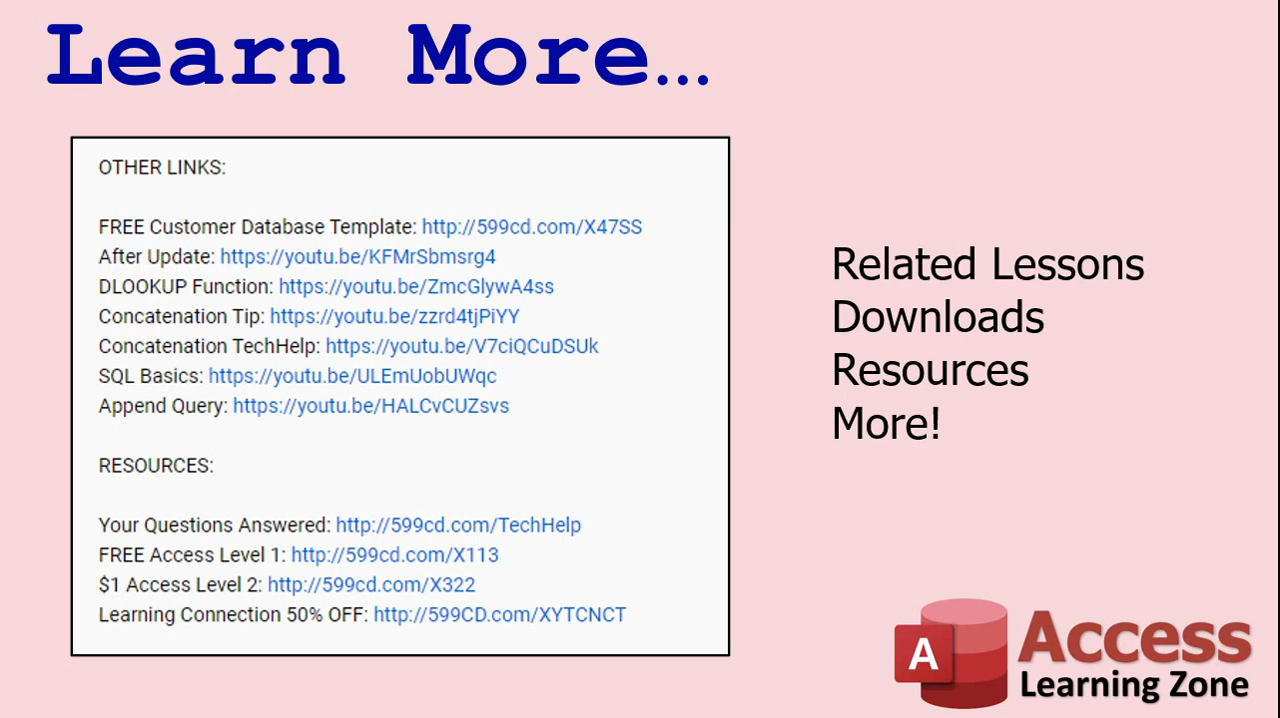 Learn More...
OTHER LINKS:
FREE Customer Database Template: http://599cd.com/X47SS
After Update: https://youtu.be/KFMrSbmsrg4
DLOOKUP Function: https://youtu.be/ZmcGlywA4ss
Concatenation Tip: https://youtu.be/zzrd4tjPiYY
Concatenation TechHelp: https://youtu.be/V7ciQCuDSUk
SQL Basics: https://youtu.be/ULEmUobUWqc
Append Query: https://youtu.be/HALCvCUZsvs
RESOURCES:
Your Questions Answered: http://599cd.com/TechHelp
FREE Access Level 1: http://599cd.com/X113
$1 Access Level 2: http://599cd.com/X322
Learning Connection 50% OFF: http://599CD.com/XYTCNCT
Related Lessons
Downloads
Resources
More!
A
Access
Learning Zone